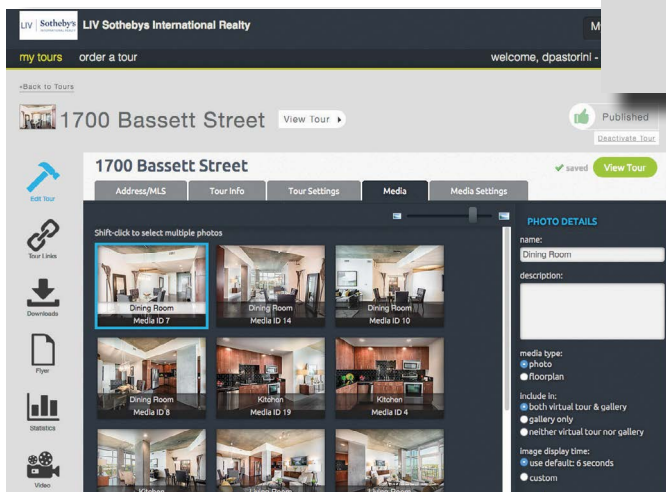 LIV Sotheby's
LIV Sothebys International Realty
my tours order a tour
welcome, dpastorini -
«Back to Tours
1700 Bassett Street
View Tour
Published
Deactivate Tour
1700 Bassett Street
saved
View Tour
Address/MLS Tour Info Tour Settings Media Media Settings
Edit Tour
Tour Links
Downloads
Flyer
Statistics
Video
Shift-click to select multiple photos
Dining Room
Media ID 7
Dining Room
Media ID 14
Dining Room
Media ID 10
Dining Room
Media ID 8
Kitchen
Media ID 19
Kitchen
Media ID 4
Kitchen
Living Room
Living Room
PHOTO DETAILS
name:
Dining Room
description:
media type:
photo
floorplan
include in:
both virtual tour & gallery
gallery only
neither virtual tour nor gallery
image display time:
use default: 6 seconds
custom